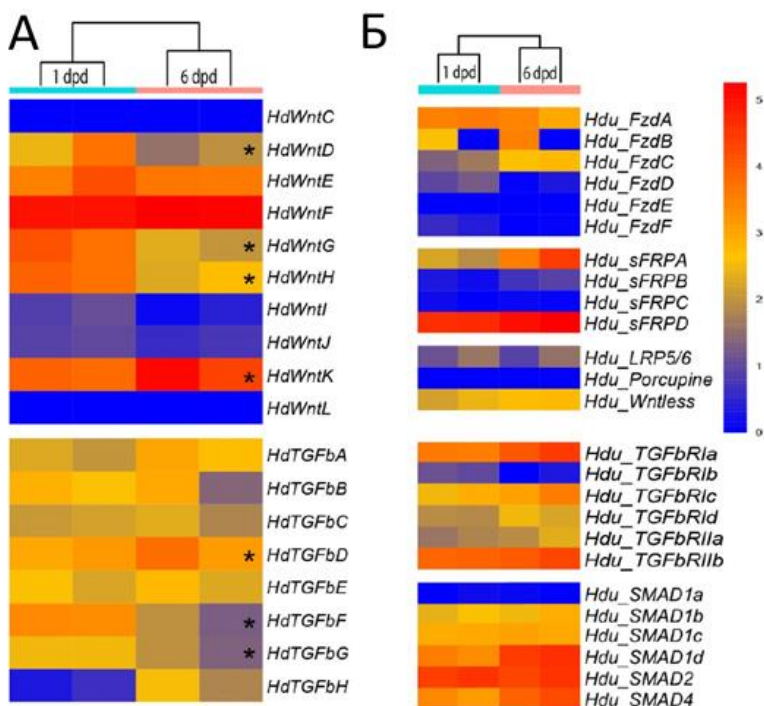 А
1 dpd
6 dpd
HdWntC
HdWntD
*
HdWntE
HdWntF
HdWntG
*
HdWntH
*
HdWntI
HdWntJ
HdWntK
*
HdWntL
HdTGFbA
HdTGFbB
HdTGFbC
HdTGFbD
*
HdTGFbE
HdTGFbF
*
HdTGFbG
*
HdTGFbH
Б
1 dpd
6 dpd
Hdu_FzdA
Hdu_FzdB
Hdu_FzdC
Hdu_FzdD
Hdu_FzdE
Hdu_FzdF
Hdu_sFRPA
Hdu_sFRPB
Hdu_sFRPC
Hdu_sFRPD
Hdu_LRP5/6
Hdu_Porcupine
Hdu_Wntless
Hdu_TGFbRIa
Hdu_TGFbRIb
Hdu_TGFbRIc
Hdu_TGFbRId
Hdu_TGFbRIIa
Hdu_TGFbRIIb
Hdu_SMAD1a
Hdu_SMAD1b
Hdu_SMAD1c
Hdu_SMAD1d
Hdu_SMAD2
Hdu_SMAD4
5
4
3
2
1
0